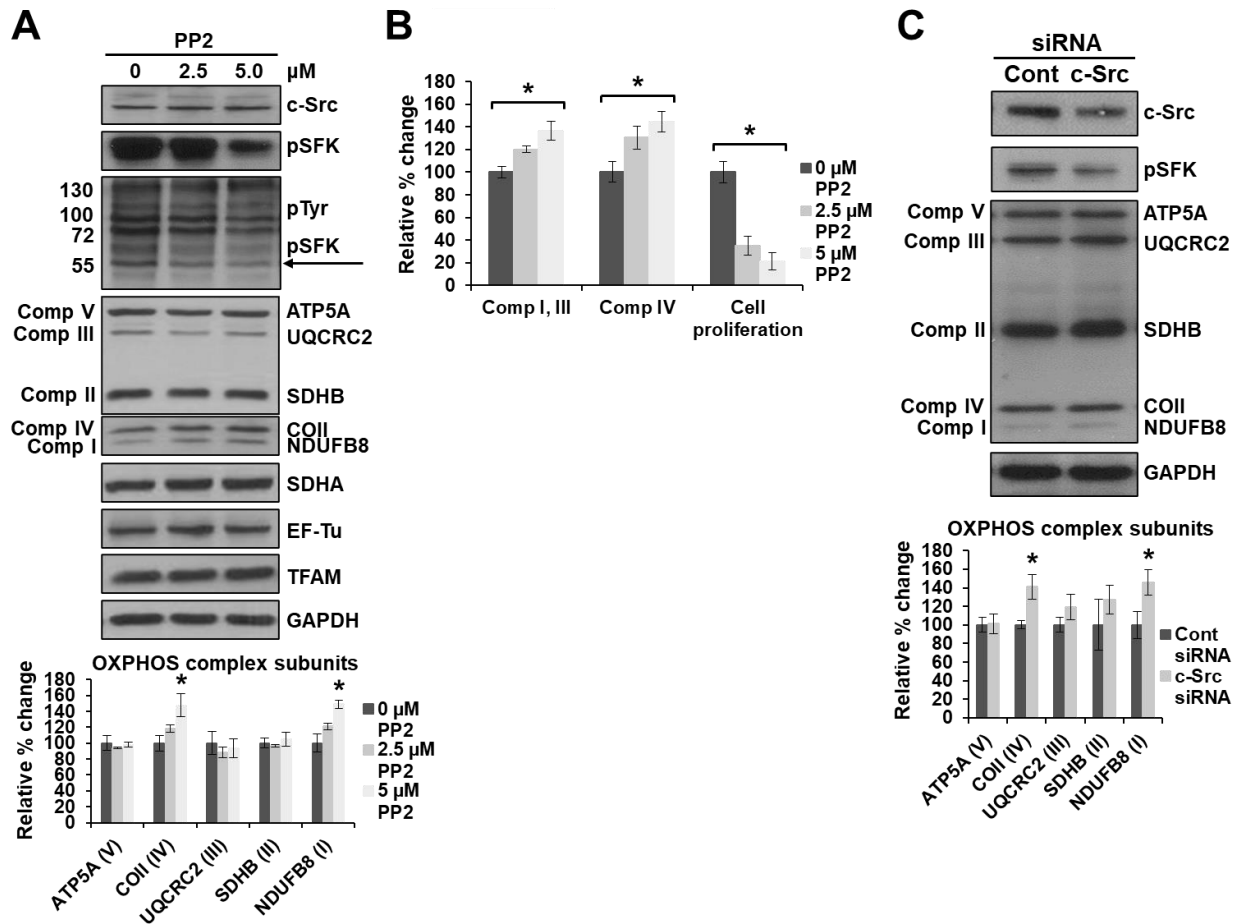 A
PP2
0 2.5 5.0 µM
c-Src
pSFK
130
100
72
55
pTyr
pSFK
Comp V ATP5A
Comp III UQCRC2
Comp II SDHB
Comp IV COII
Comp I NDUFB8
SDHA
EF-Tu
TFAM
GAPDH
OXPHOS complex subunits
Relative % change
180
160
140
120
100
80
60
40
20
0
* *
ATP5A (V)
COII (IV)
UQCRC2 (III)
SDHB (II)
NDUFB8 (I)
0 µM
PP2
2.5 µM
PP2
5 µM
PP2
B
Relative % change
180
160
140
120
100
80
60
40
20
0
* * *
Comp I, III
Comp IV
Cell
proliferation
0 µM
PP2
2.5 µM
PP2
5 µM
PP2
C
siRNA
Cont c-Src
c-Src
pSFK
Comp V ATP5A
Comp III UQCRC2
Comp II SDHB
Comp IV COII
Comp I NDUFB8
GAPDH
OXPHOS complex subunits
Relative % change
180
160
140
120
100
80
60
40
20
0
* *
ATP5A (V)
COII (IV)
UQCRC2 (III)
SDHB (II)
NDUFB8 (I)
Cont
siRNA
c-Src
siRNA